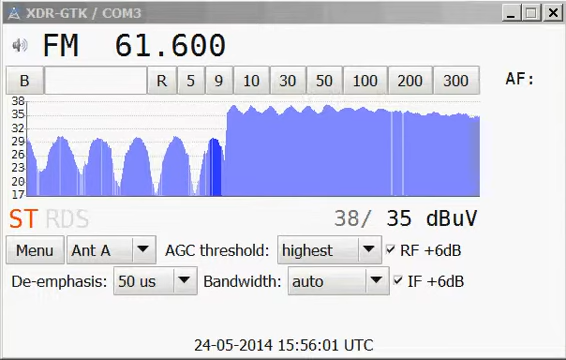 XDR-GTK / COM3
FM 61.600
B R 5 9 10 30 50 100 200 300 AF:
38
35
32
29
26
23
20
17
ST RDS 38/ 35 dBuV
Menu Ant A AGC threshold: highest RF +6dB
De-emphasis: 50 us Bandwidth: auto IF +6dB
24-05-2014 15:56:01 UTC